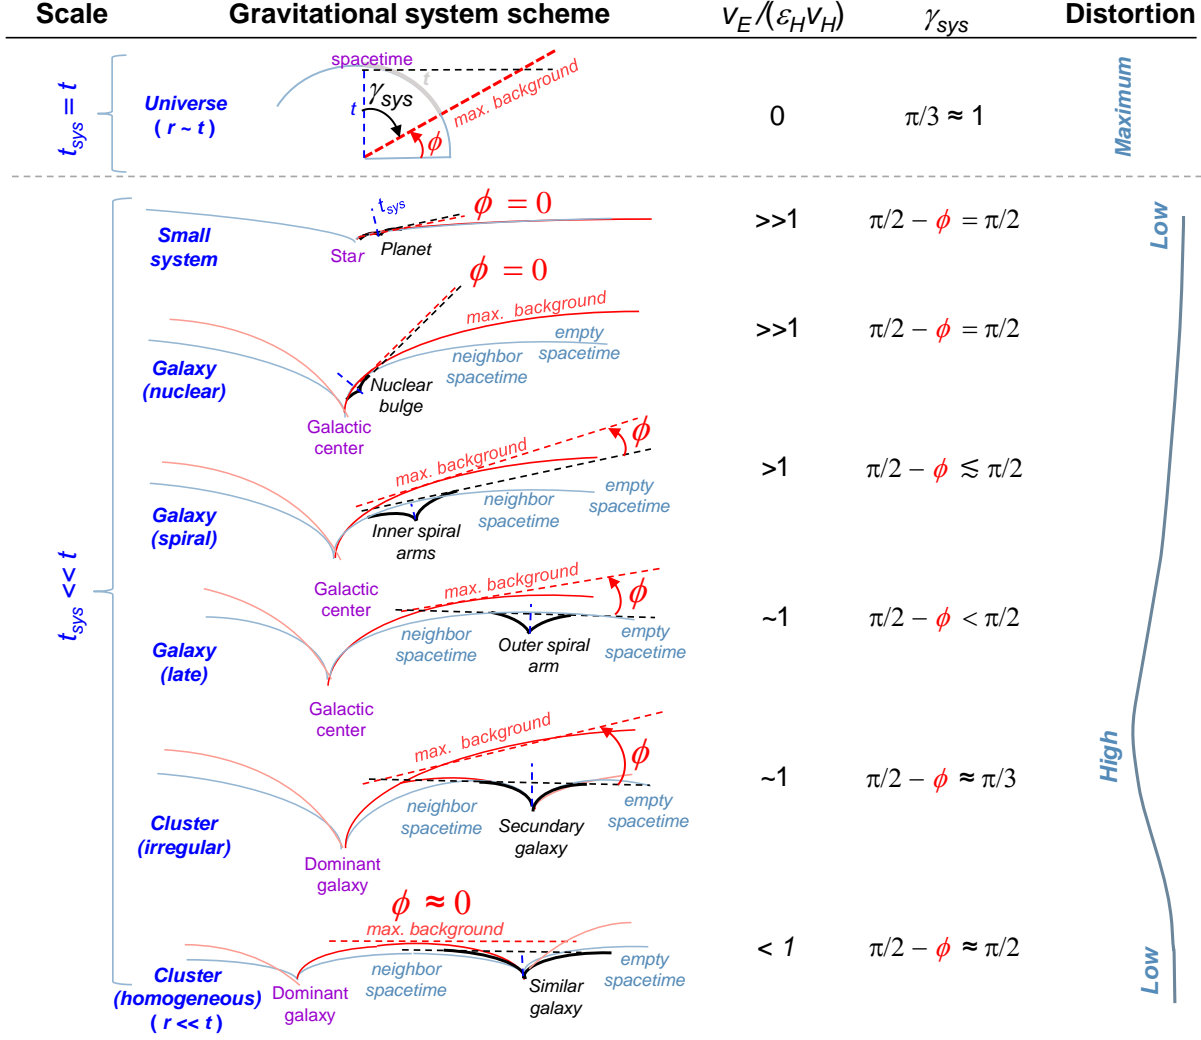 Scale Gravitational system scheme v_E/(ε_H v_H) γ_sys Distortion
t_sys = t
Universe
( r ~ t )
spacetime
t
t
γ_sys
max. background
ϕ
0
π/3 ≈ 1
Maximum
t_sys << t
Small
system
t_sys
ϕ = 0
Star
Planet
>>1
π/2 − ϕ = π/2
Low
Galaxy
(nuclear)
ϕ = 0
max. background
empty
spacetime
neighbor
spacetime
Nuclear
bulge
Galactic
center
>>1
π/2 − ϕ = π/2
Galaxy
(spiral)
max. background
ϕ
neighbor
spacetime
empty
spacetime
Inner spiral
arms
Galactic
center
>1
π/2 − ϕ ≲ π/2
Galaxy
(late)
max. background
ϕ
neighbor
spacetime
Outer spiral
arm
empty
spacetime
Galactic
center
~1
π/2 − ϕ < π/2
Cluster
(irregular)
max. background
ϕ
neighbor
spacetime
Secundary
galaxy
empty
spacetime
Dominant
galaxy
~1
π/2 − ϕ ≈ π/3
High
Cluster
(homogeneous)
( r << t )
ϕ ≈ 0
max. background
neighbor
spacetime
empty
spacetime
Dominant
galaxy
Similar
galaxy
< 1
π/2 − ϕ ≈ π/2
Low